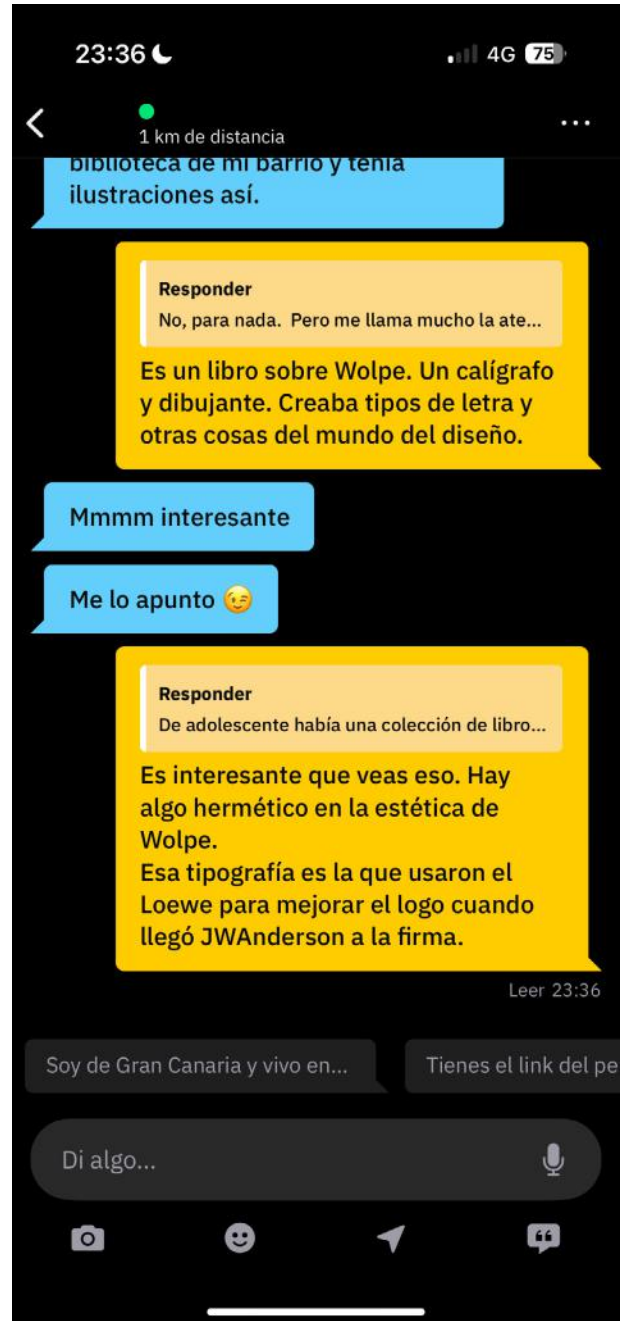 23:36
4G 75
1 km de distancia
biblioteca de mi barrio y tenía
ilustraciones así.
Responder
No, para nada. Pero me llama mucho la ate...
Es un libro sobre Wolpe. Un calígrafo
y dibujante. Creaba tipos de letra y
otras cosas del mundo del diseño.
Mmmm interesante
Me lo apunto 😉
Responder
De adolescente había una colección de libro...
Es interesante que veas eso. Hay
algo hermético en la estética de
Wolpe.
Esa tipografía es la que usaron el
Loewe para mejorar el logo cuando
llegó JWAnderson a la firma.
Leer 23:36
Soy de Gran Canaria y vivo en...
Tienes el link del pe
Di algo...